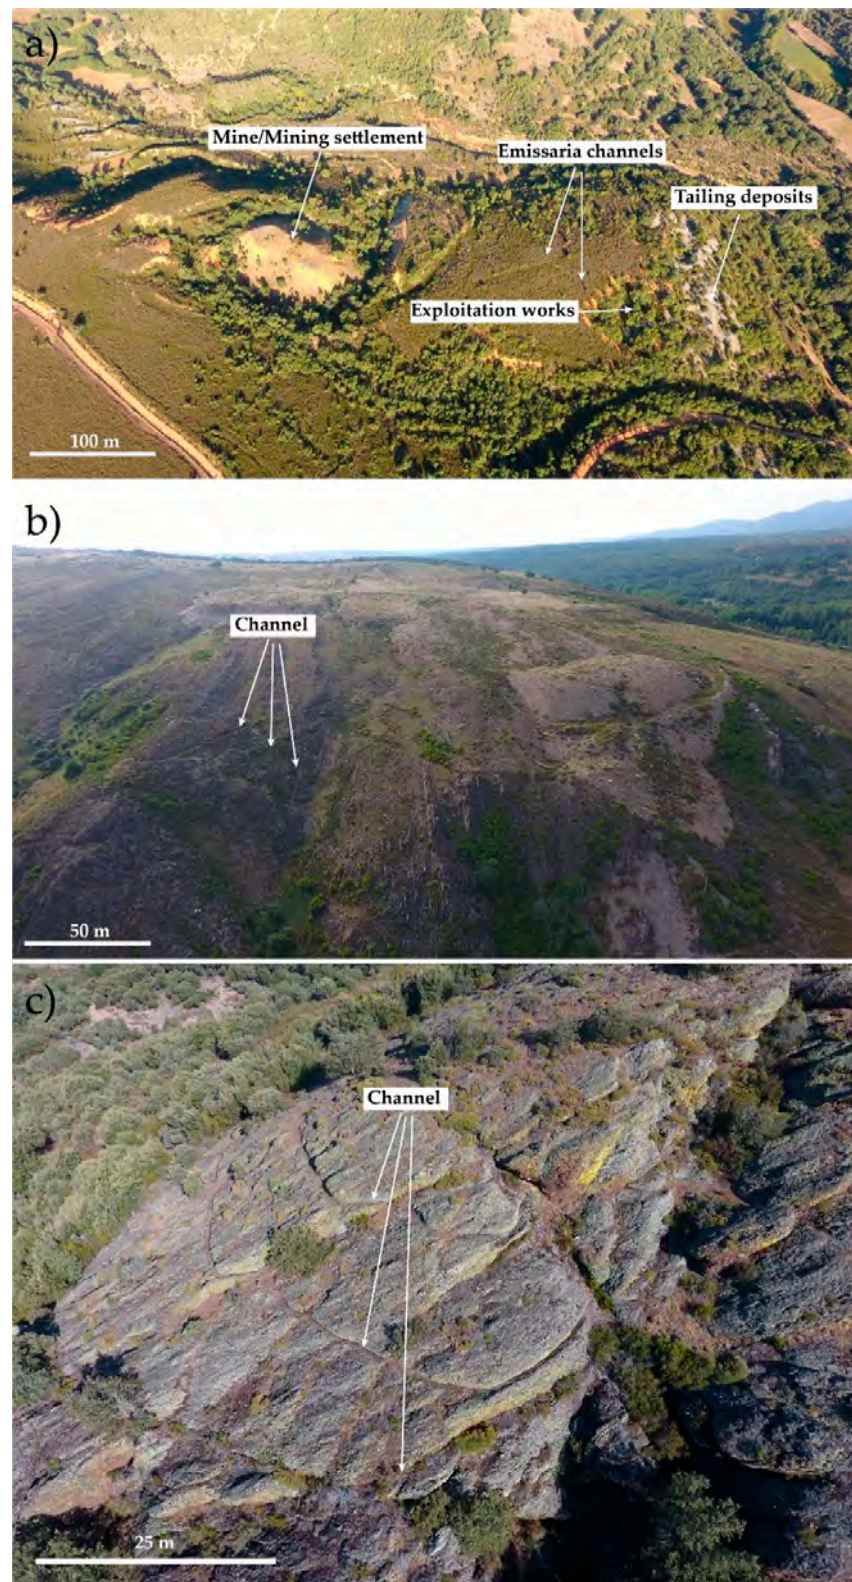 a)
Mine/Mining settlement
Emissaria channels
Tailing deposits
Exploitation works
100 m
b)
Channel
50 m
c)
Channel
25 m